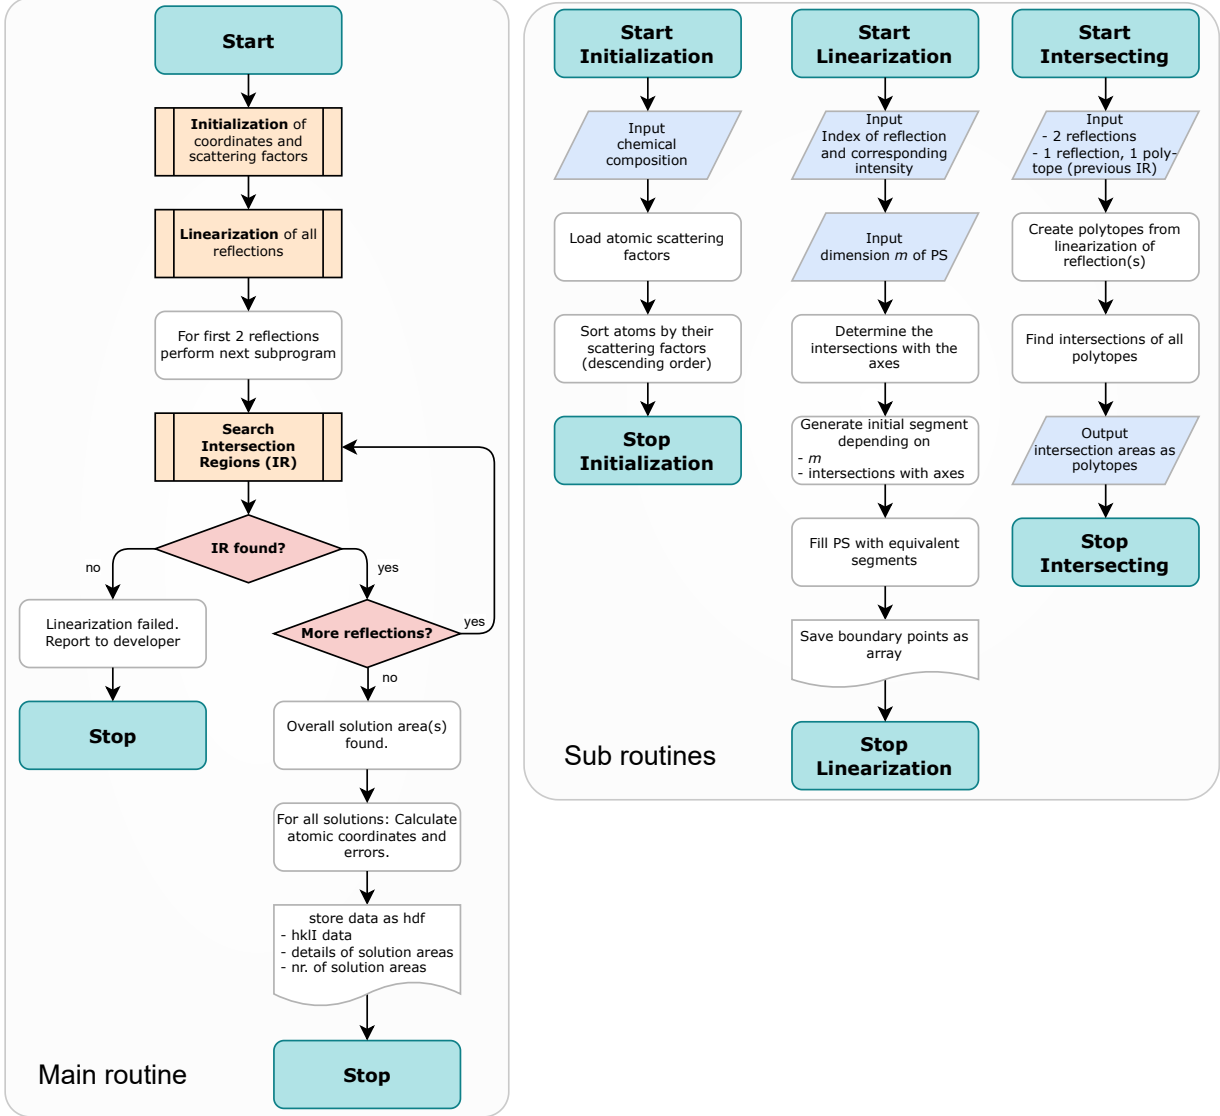 Start
Initialization of
coordinates and
scattering factors
Linearization of all
reflections
For first 2 reflections
perform next subprogram
Search
Intersection
Regions (IR)
IR found?
no
yes
Linearization failed.
Report to developer
More reflections?
yes
no
Stop
Overall solution area(s)
found.
For all solutions: Calculate
atomic coordinates and
errors.
store data as hdf
- hklI data
- details of solution areas
- nr. of solution areas
Stop
Main routine
Start
Initialization
Input
chemical
composition
Load atomic scattering
factors
Sort atoms by their
scattering factors
(descending order)
Stop
Initialization
Start
Linearization
Input
Index of reflection
and corresponding
intensity
Input
dimension m of PS
Determine the
intersections with the
axes
Generate initial segment
depending on
- m
- intersections with axes
Fill PS with equivalent
segments
Save boundary points as
array
Stop
Linearization
Start
Intersecting
Input
- 2 reflections
- 1 reflection, 1 poly-
tope (previous IR)
Create polytopes from
linearization of
reflection(s)
Find intersections of all
polytopes
Output
intersection areas as
polytopes
Stop
Intersecting
Sub routines